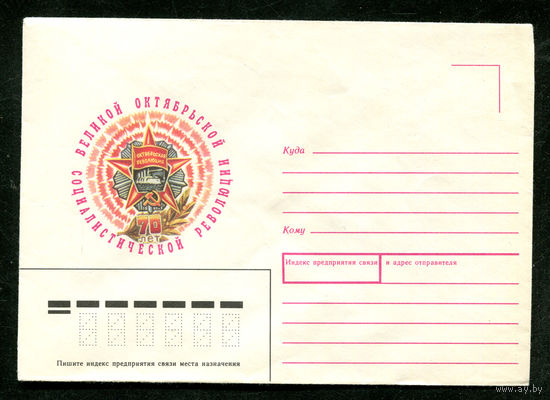 ВЕЛИКОЙ ОКТЯБРЬСКОЙ
СОЦИАЛИСТИЧЕСКОЙ РЕВОЛЮЦИИ
ОКТЯБРЬСКАЯ
РЕВОЛЮЦИЯ
70
лет
Куда
Кому
Индекс предприятия связи и адрес отправителя
Пишите индекс предприятия связи места назначения
www.ay.by